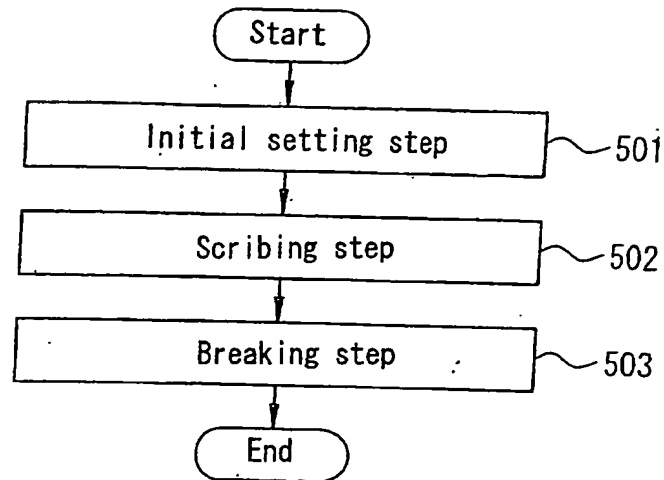 Start
Initial setting step
501
Scribing step
502
Breaking step
503
End